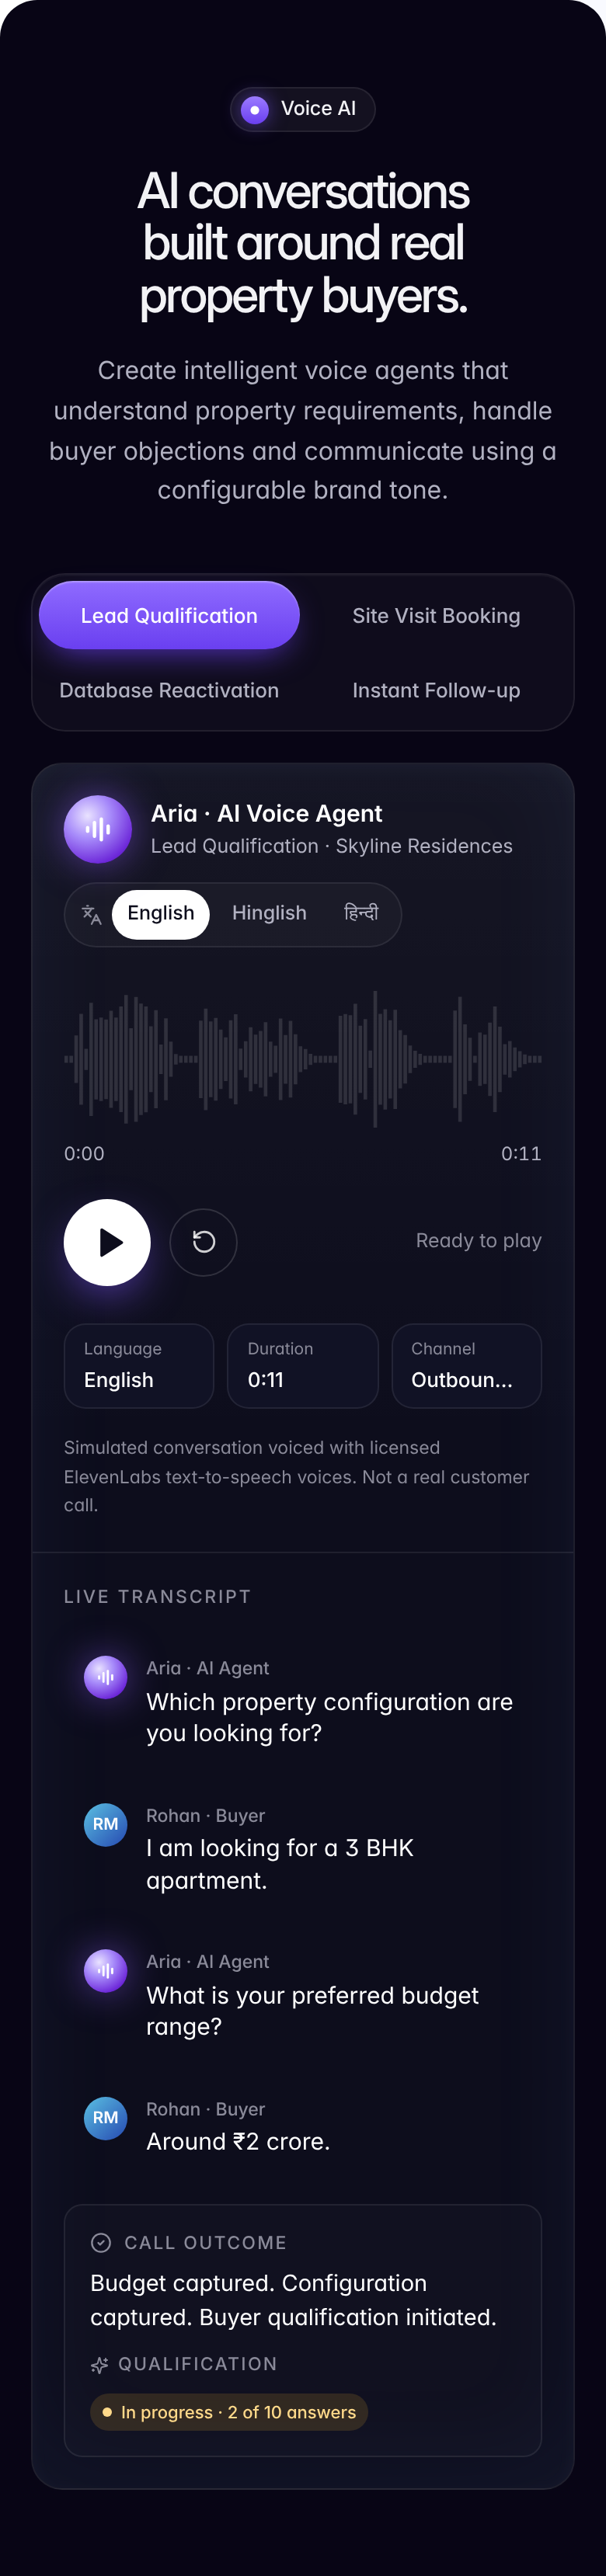 Voice AI
AI conversations
built around real
property buyers.
Create intelligent voice agents that
understand property requirements, handle
buyer objections and communicate using a
configurable brand tone.
Lead Qualification
Site Visit Booking
Database Reactivation
Instant Follow-up
Aria · AI Voice Agent
Lead Qualification · Skyline Residences
English
Hinglish
हिन्दी
0:00
0:11
Ready to play
Language
English
Duration
0:11
Channel
Outboun...
Simulated conversation voiced with licensed
ElevenLabs text-to-speech voices. Not a real customer
call.
LIVE TRANSCRIPT
Aria · AI Agent
Which property configuration are
you looking for?
RM
Rohan · Buyer
I am looking for a 3 BHK
apartment.
Aria · AI Agent
What is your preferred budget
range?
RM
Rohan · Buyer
Around ₹2 crore.
CALL OUTCOME
Budget captured. Configuration
captured. Buyer qualification initiated.
QUALIFICATION
In progress · 2 of 10 answers